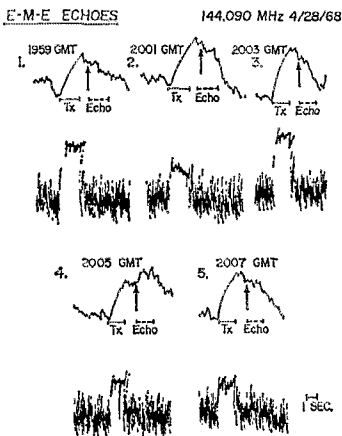 E-M-E ECHOES 144.090 MHz 4/28/68
1. 1959 GMT
Tx Echo
2. 2001 GMT
Tx Echo
2003 GMT 3.
Tx Echo
4. 2005 GMT
Tx Echo
5. 2007 GMT
Tx Echo
1 SEC.